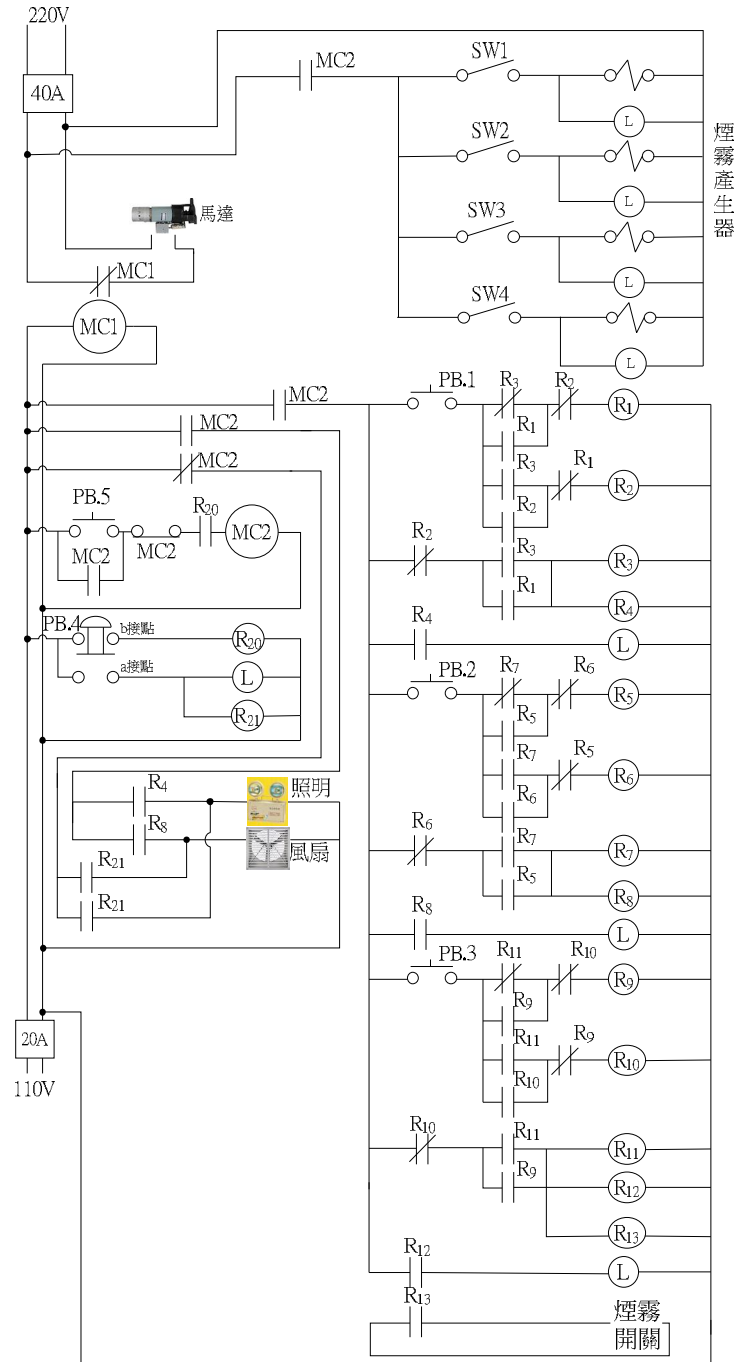 220V
40A
MC2
SW1
L
SW2
L
SW3
L
SW4
L
煙霧產生器
馬達
MC1
MC1
MC2
MC2
MC2
PB.5
MC2
MC2
R20
MC2
PB.4
b接點
a接點
R20
L
R21
R4
R8
R21
R21
照明
風扇
20A
110V
PB.1
R3
R2
R1
R1
R3
R1
R2
R2
R2
R3
R3
R1
R4
R4
L
PB.2
R7
R6
R5
R5
R7
R5
R6
R6
R6
R7
R7
R5
R8
R8
L
PB.3
R11
R10
R9
R9
R11
R9
R10
R10
R10
R11
R11
R9
R12
R13
R12
L
R13
煙霧
開關